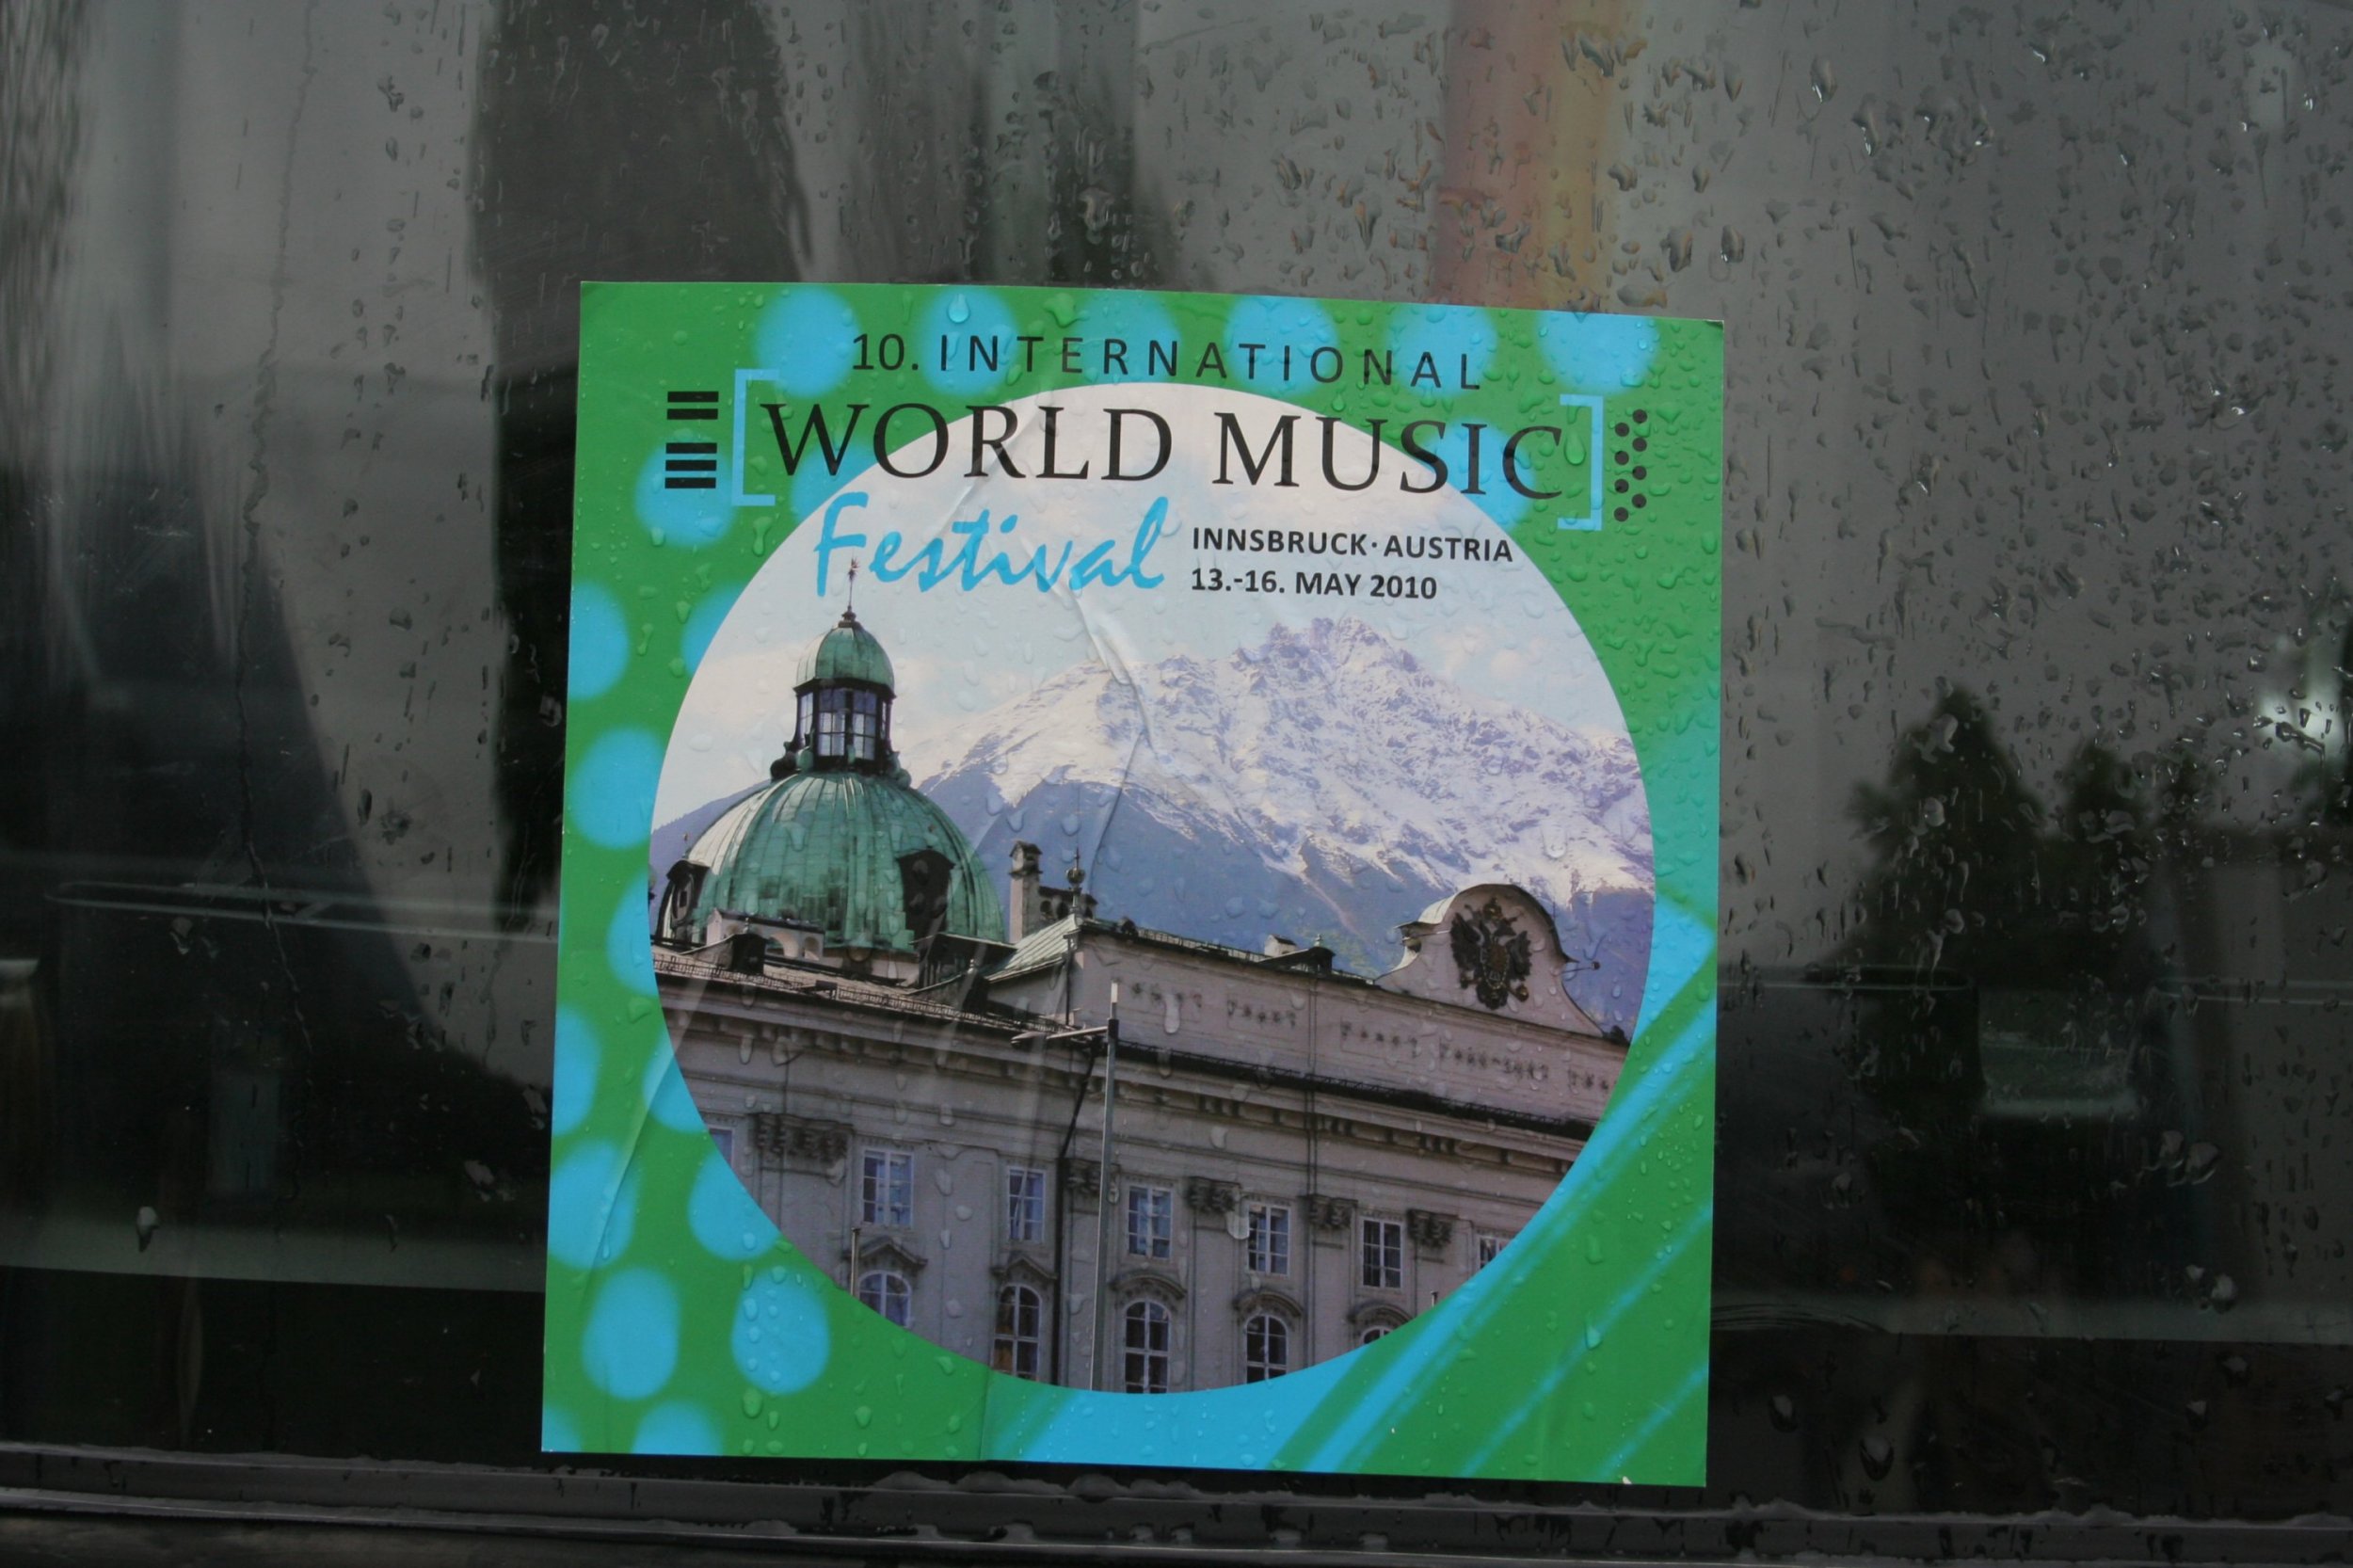 10. INTERNATIONAL
WORLD MUSIC
Festival
INNSBRUCK·AUSTRIA
13.-16. MAY 2010